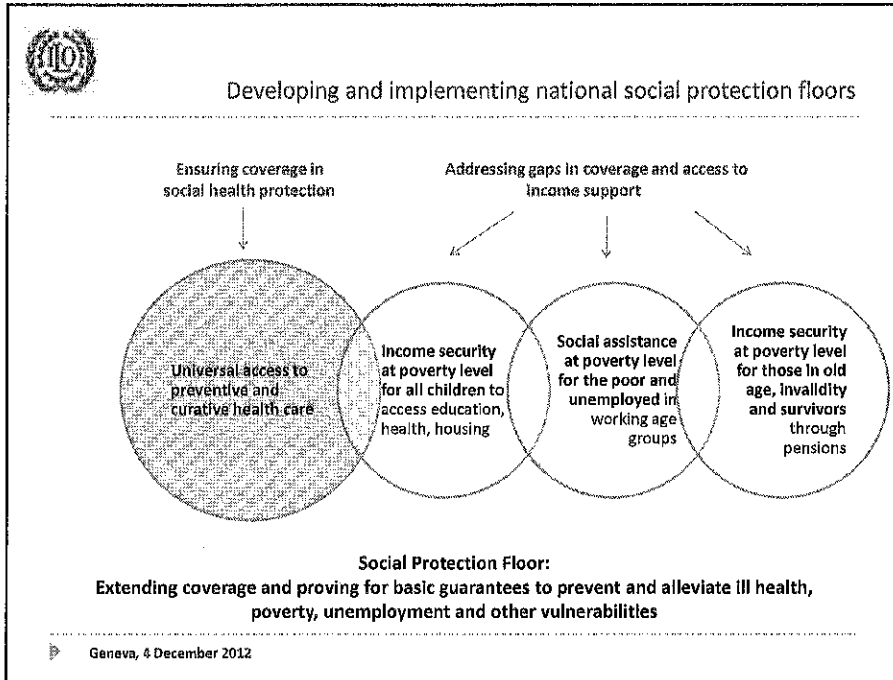 ILO
Developing and implementing national social protection floors
Ensuring coverage in
social health protection
Addressing gaps in coverage and access to
income support
Universal access to
preventive and
curative health care
Income security
at poverty level
for all children to
access education,
health, housing
Social assistance
at poverty level
for the poor and
unemployed in
working age
groups
Income security
at poverty level
for those in old
age, invalidity
and survivors
through
pensions
Social Protection Floor:
Extending coverage and proving for basic guarantees to prevent and alleviate ill health,
poverty, unemployment and other vulnerabilities
Geneva, 4 December 2012